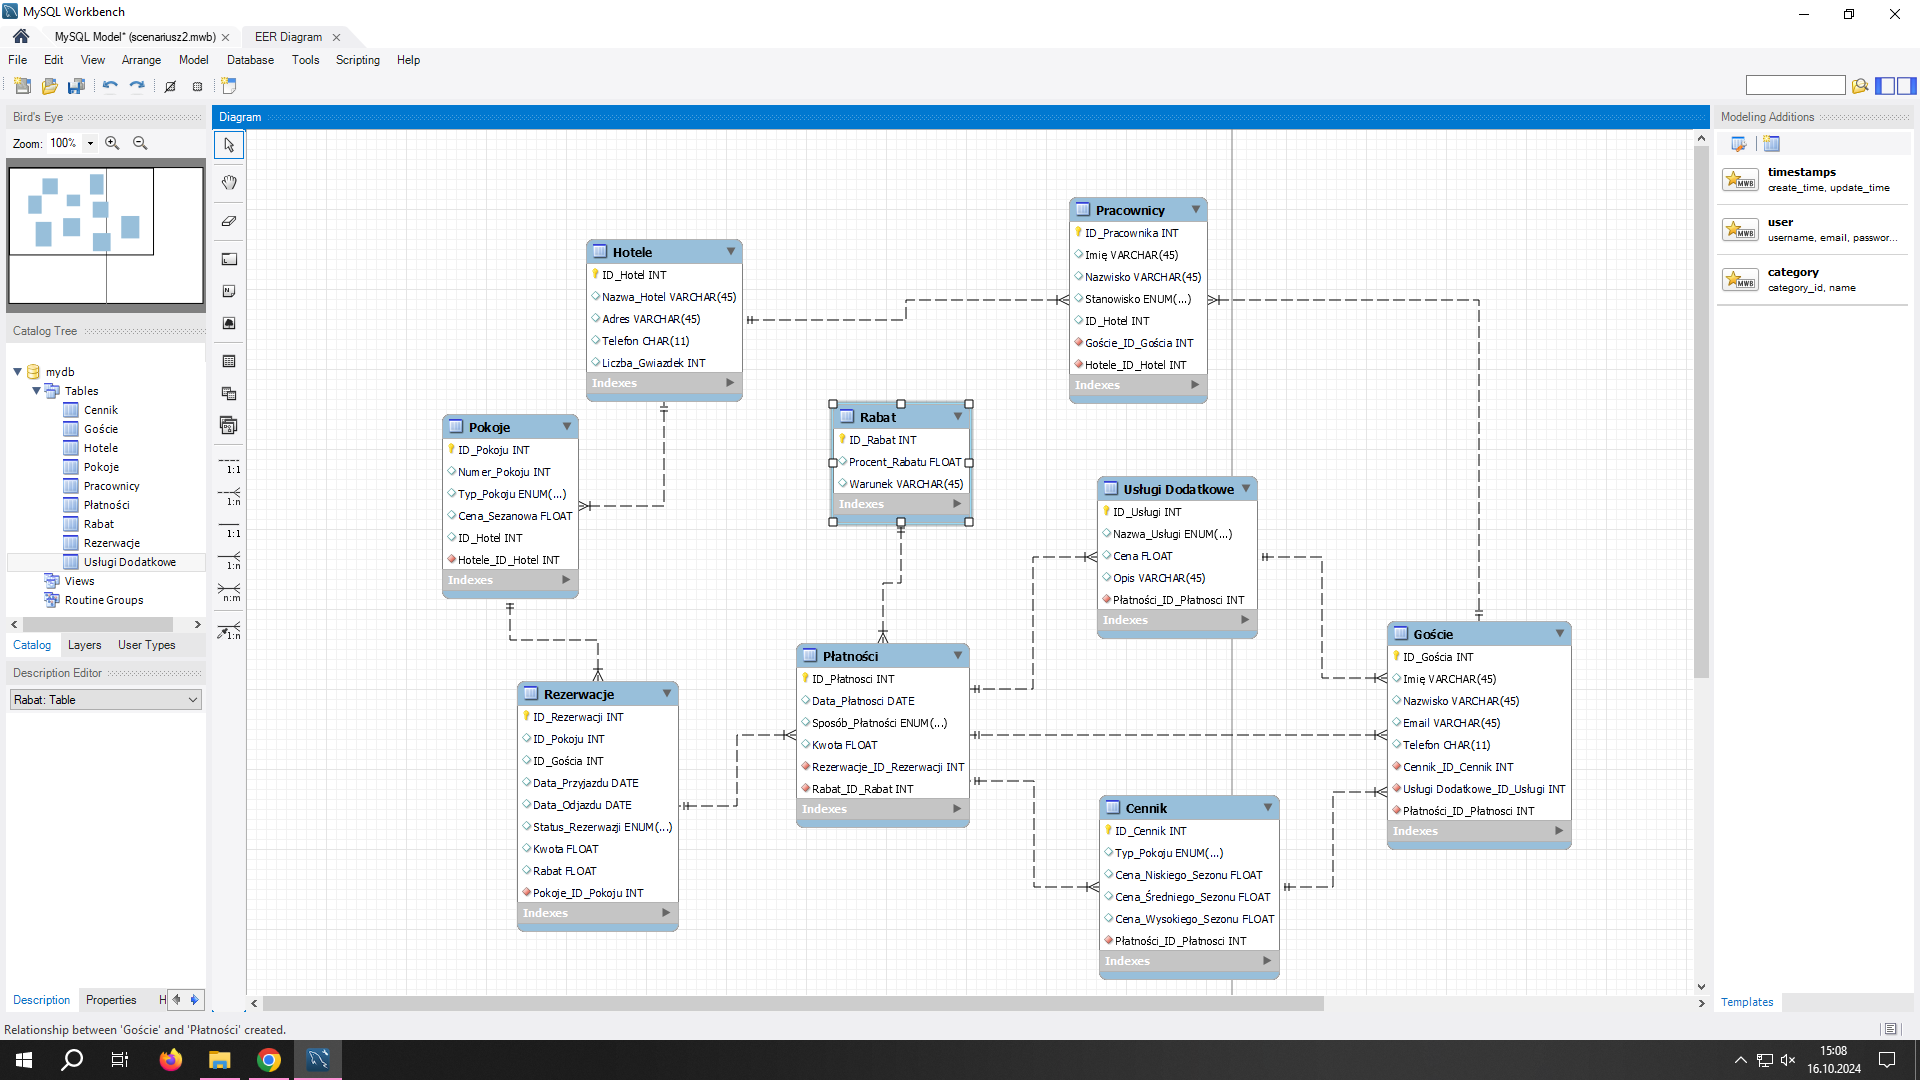 MySQL Workbench
MySQL Model* (scenariusz2.mwb)
EER Diagram
File Edit View Arrange Model Database Tools Scripting Help
Bird's Eye
Zoom: 100%
Catalog Tree
mydb
Tables
Cennik
Goście
Hotele
Pokoje
Pracownicy
Płatności
Rabat
Rezerwacje
Usługi Dodatkowe
Views
Routine Groups
Catalog Layers User Types
Description Editor
Rabat: Table
Description Properties H
Diagram
1:1
1:n
1:1
1:n
n:m
1:n
Hotele
ID_Hotel INT
Nazwa_Hotel VARCHAR(45)
Adres VARCHAR(45)
Telefon CHAR(11)
Liczba_Gwiazdek INT
Indexes
Pracownicy
ID_Pracownika INT
Imię VARCHAR(45)
Nazwisko VARCHAR(45)
Stanowisko ENUM(...)
ID_Hotel INT
Goście_ID_Gościa INT
Hotele_ID_Hotel INT
Indexes
Pokoje
ID_Pokoju INT
Numer_Pokoju INT
Typ_Pokoju ENUM(...)
Cena_Sezanowa FLOAT
ID_Hotel INT
Hotele_ID_Hotel INT
Indexes
Rabat
ID_Rabat INT
Procent_Rabatu FLOAT
Warunek VARCHAR(45)
Indexes
Usługi Dodatkowe
ID_Usługi INT
Nazwa_Usługi ENUM(...)
Cena FLOAT
Opis VARCHAR(45)
Płatności_ID_Płatnosci INT
Indexes
Rezerwacje
ID_Rezerwacji INT
ID_Pokoju INT
ID_Gościa INT
Data_Przyjazdu DATE
Data_Odjazdu DATE
Status_Rezerwazji ENUM(...)
Kwota FLOAT
Rabat FLOAT
Pokoje_ID_Pokoju INT
Indexes
Płatności
ID_Płatnosci INT
Data_Płatnosci DATE
Sposób_Płatności ENUM(...)
Kwota FLOAT
Rezerwacje_ID_Rezerwacji INT
Rabat_ID_Rabat INT
Indexes
Goście
ID_Gościa INT
Imię VARCHAR(45)
Nazwisko VARCHAR(45)
Email VARCHAR(45)
Telefon CHAR(11)
Cennik_ID_Cennik INT
Usługi Dodatkowe_ID_Usługi INT
Płatności_ID_Płatnosci INT
Indexes
Cennik
ID_Cennik INT
Typ_Pokoju ENUM(...)
Cena_Niskiego_Sezonu FLOAT
Cena_Średniego_Sezonu FLOAT
Cena_Wysokiego_Sezonu FLOAT
Płatności_ID_Płatnosci INT
Indexes
Modeling Additions
MWB
timestamps
create_time, update_time
MWB
user
username, email, passwor...
MWB
category
category_id, name
Templates
Relationship between 'Goście' and 'Płatności' created.
15:08
16.10.2024